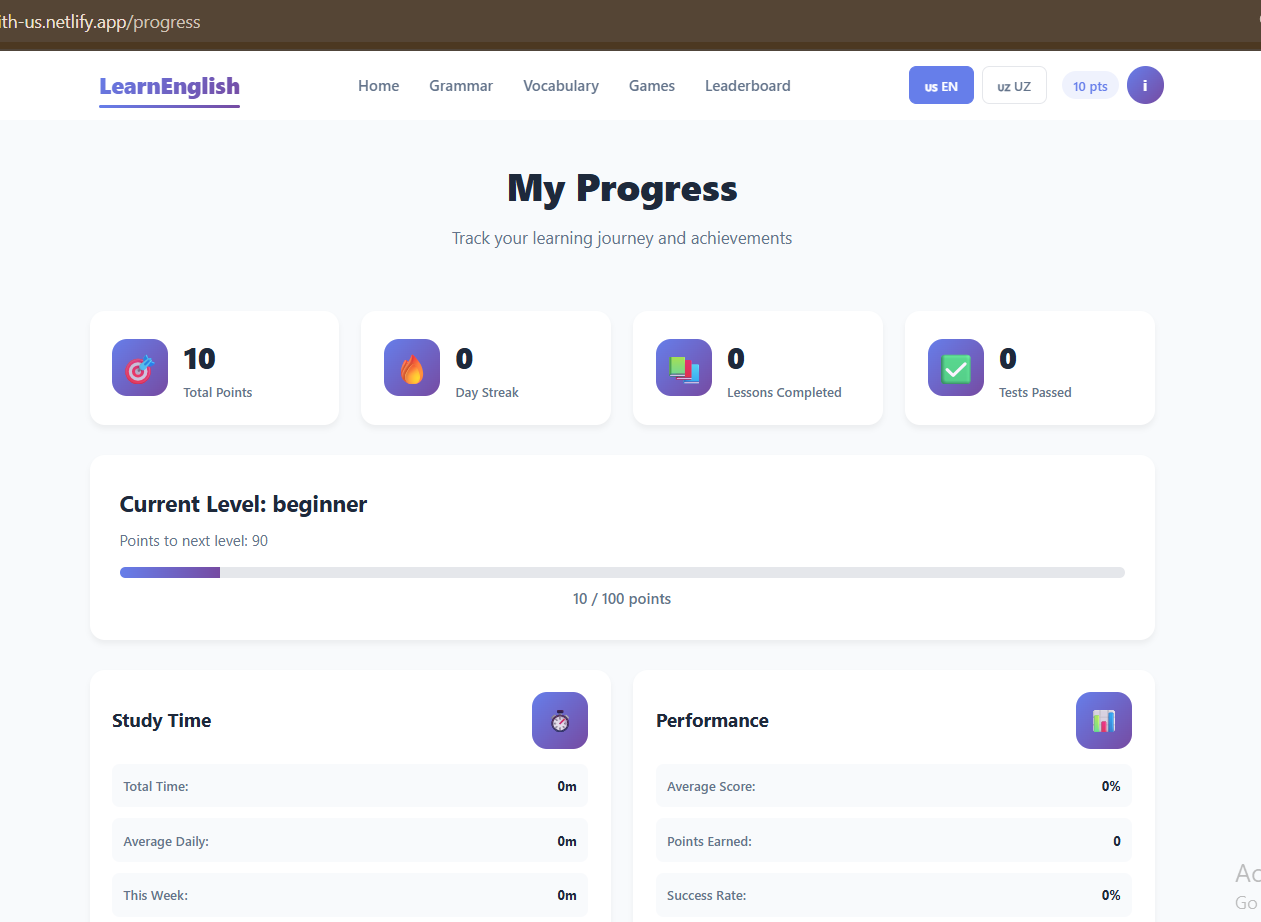 ith-us.netlify.app/progress
LearnEnglish
Home Grammar Vocabulary Games Leaderboard
us EN
uz UZ
10 pts
i
My Progress
Track your learning journey and achievements
10
Total Points
0
Day Streak
0
Lessons Completed
0
Tests Passed
Current Level: beginner
Points to next level: 90
10 / 100 points
Study Time
Total Time: 0m
Average Daily: 0m
This Week: 0m
Performance
Average Score: 0%
Points Earned: 0
Success Rate: 0%
Ac
Go